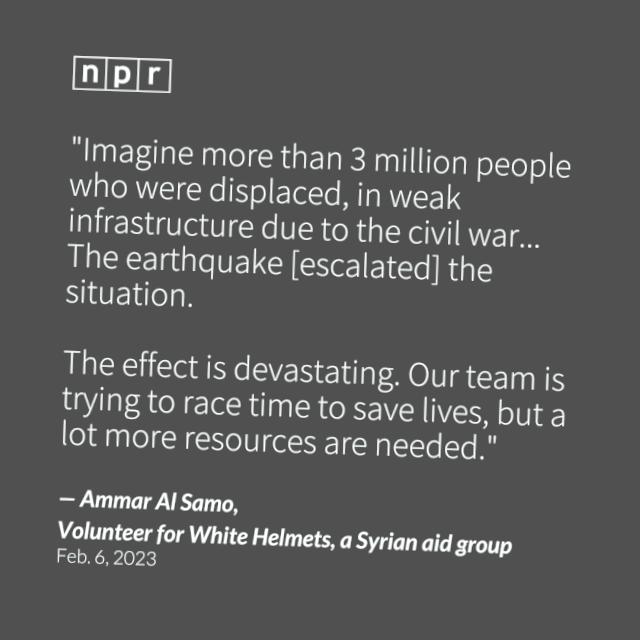 npr
"Imagine more than 3 million people
who were displaced, in weak
infrastructure due to the civil war...
The earthquake [escalated] the
situation.
The effect is devastating. Our team is
trying to race time to save lives, but a
lot more resources are needed."
— Ammar Al Samo,
Volunteer for White Helmets, a Syrian aid group
Feb. 6, 2023